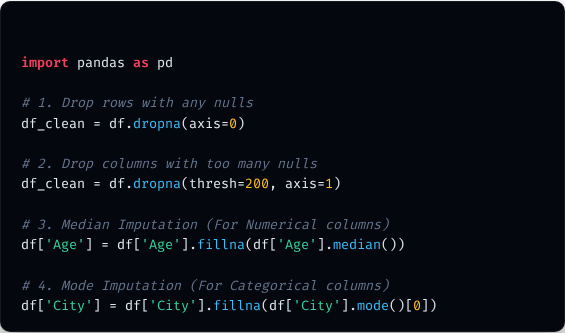 import pandas as pd
# 1. Drop rows with any nulls
df_clean = df.dropna(axis=0)
# 2. Drop columns with too many nulls
df_clean = df.dropna(thresh=200, axis=1)
# 3. Median Imputation (For Numerical columns)
df['Age'] = df['Age'].fillna(df['Age'].median())
# 4. Mode Imputation (For Categorical columns)
df['City'] = df['City'].fillna(df['City'].mode()[0])